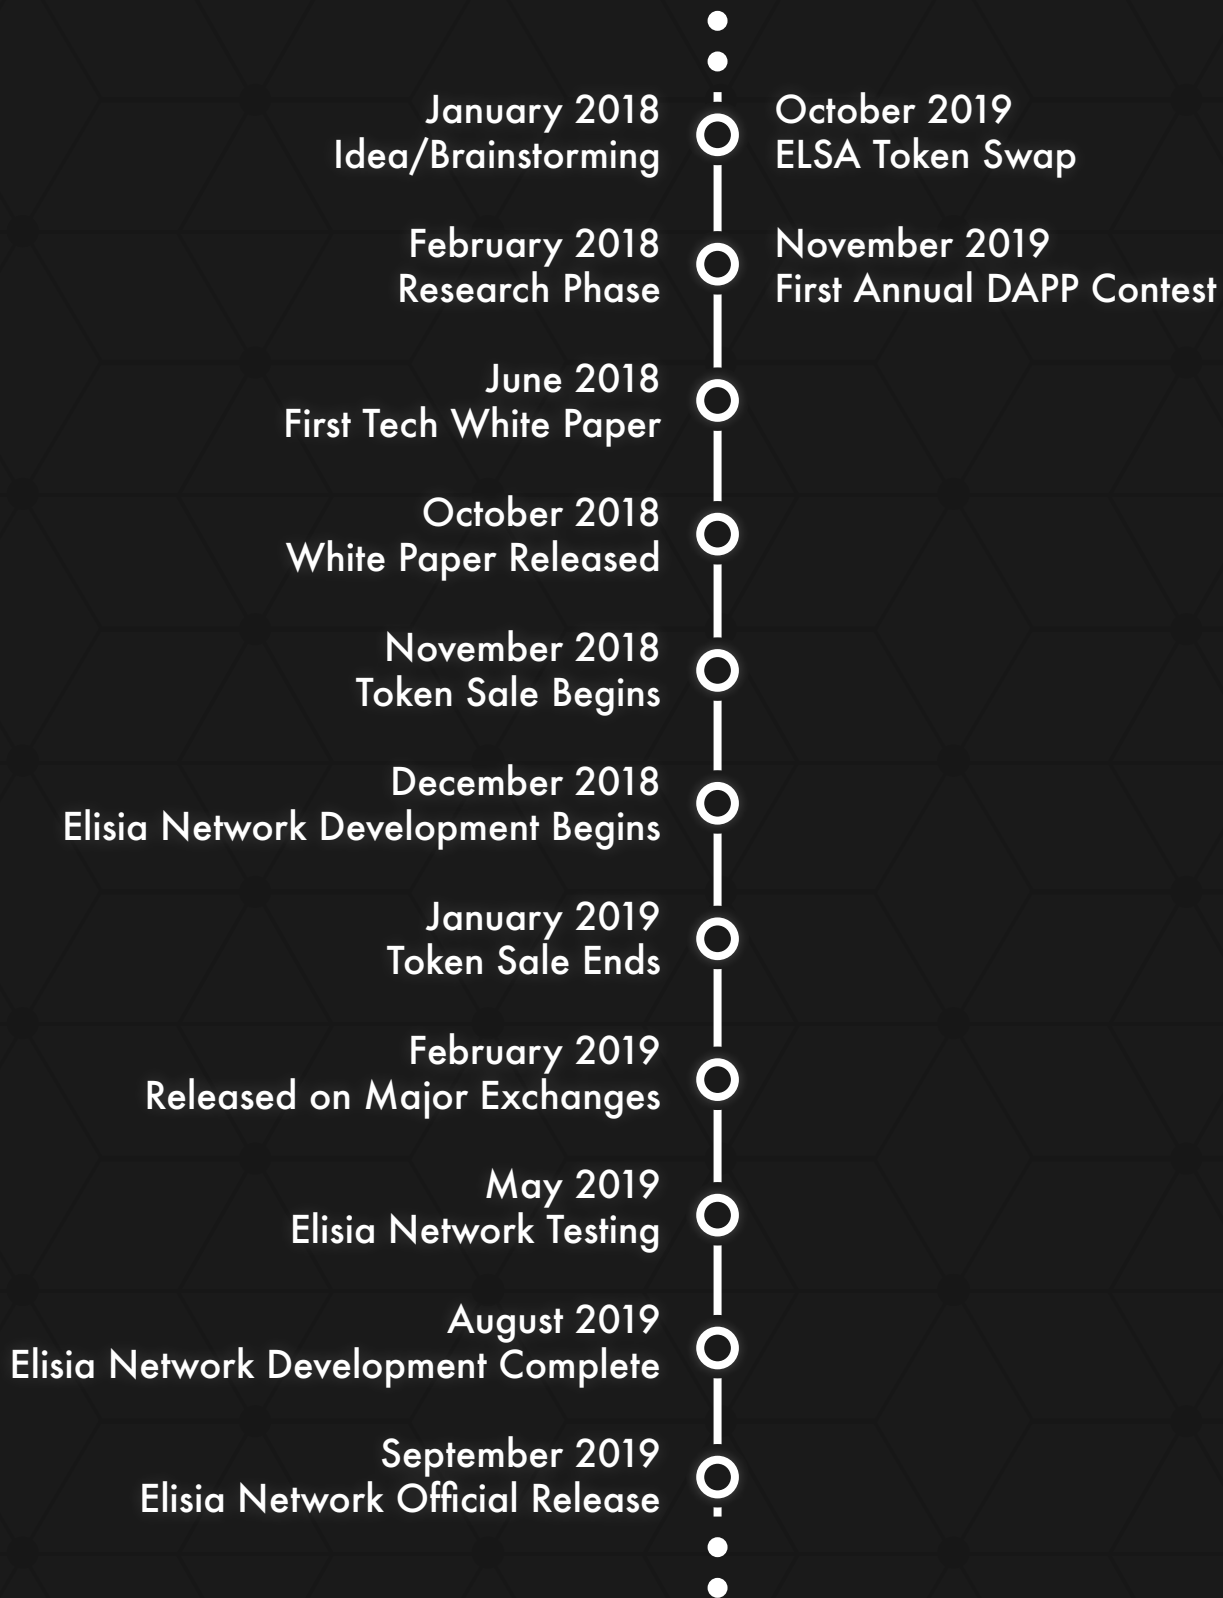 January 2018
Idea/Brainstorming
February 2018
Research Phase
June 2018
First Tech White Paper
October 2018
White Paper Released
November 2018
Token Sale Begins
December 2018
Elisia Network Development Begins
January 2019
Token Sale Ends
February 2019
Released on Major Exchanges
May 2019
Elisia Network Testing
August 2019
Elisia Network Development Complete
September 2019
Elisia Network Official Release
October 2019
ELSA Token Swap
November 2019
First Annual DAPP Contest